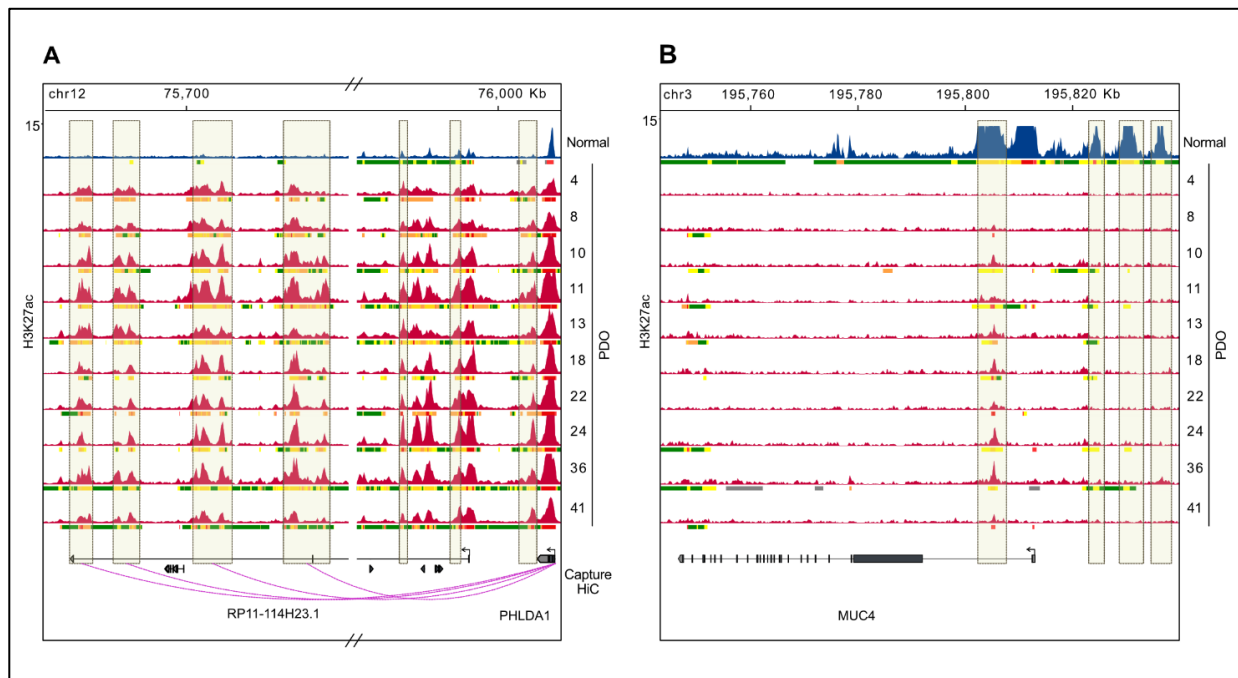 A
B
chr12 75,700 76,000 Kb
15
Normal
4
8
10
11
13
18
22
24
36
41
H3K27ac
PDO
Capture
HiC
RP11-114H23.1 PHLDA1
chr3 195,760 195,780 195,800 195,820 Kb
15
Normal
4
8
10
11
13
18
22
24
36
41
H3K27ac
PDO
MUC4